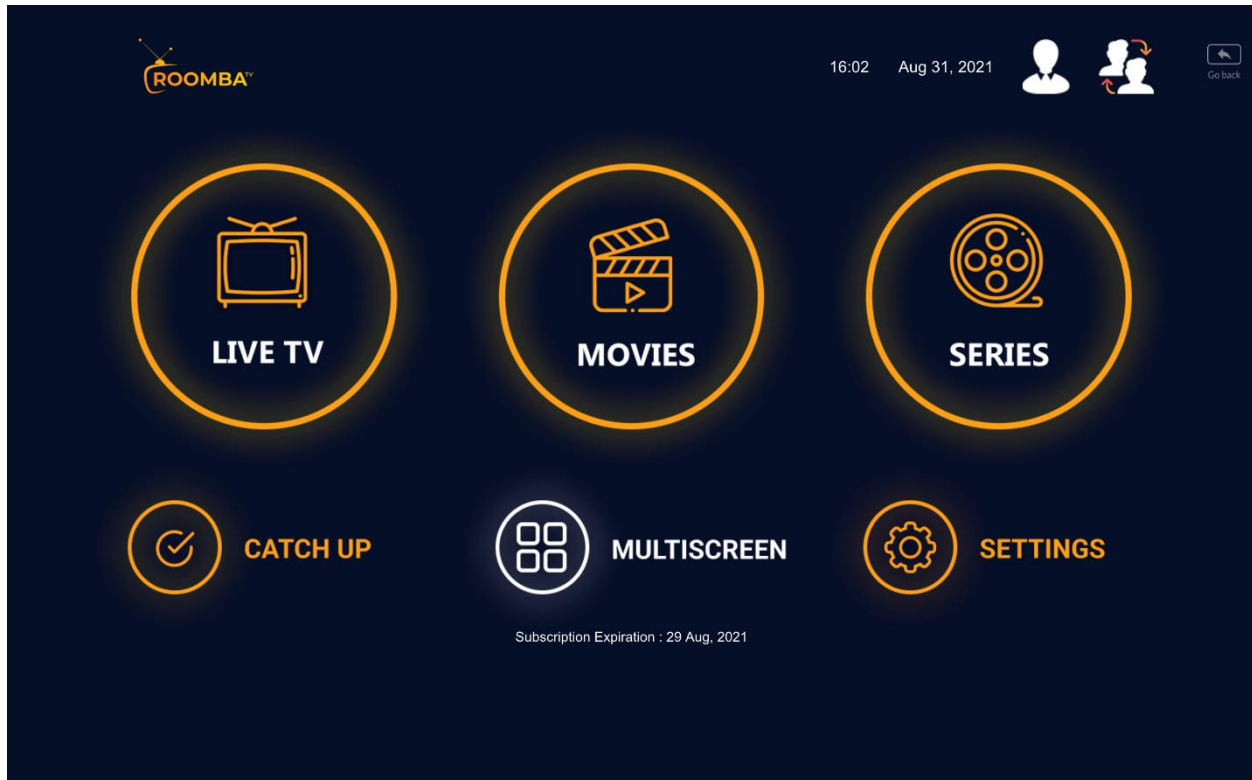 ROOMBA TV
16:02 Aug 31, 2021
Go back
LIVE TV
MOVIES
SERIES
CATCH UP
MULTISCREEN
SETTINGS
Subscription Expiration : 29 Aug, 2021